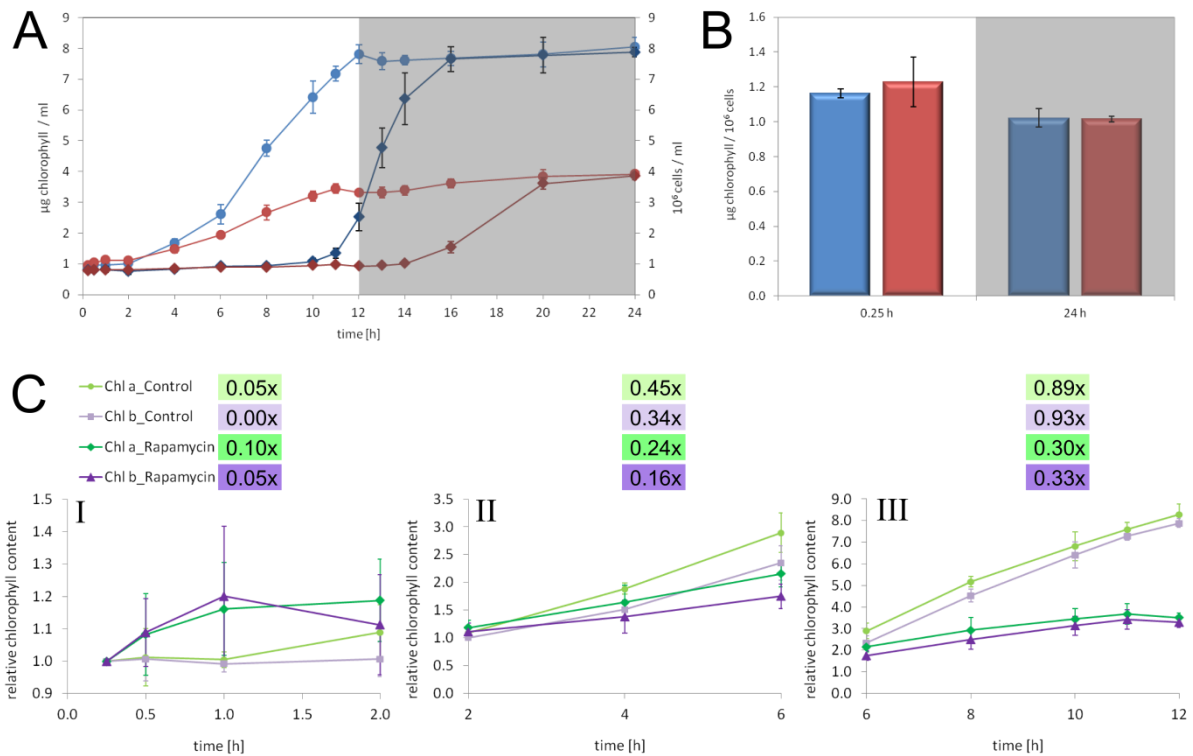 A
9
8
7
6
5
4
3
2
1
0
µg chlorophyll / ml
9
8
7
6
5
4
3
2
1
0
10⁶ cells / ml
0 2 4 6 8 10 12 14 16 18 20 22 24
time [h]
B
1.6
1.4
1.2
1.0
0.8
0.6
0.4
0.2
0.0
µg chlorophyll / 10⁶ cells
0.25 h 24 h
C
Chl a_Control 0.05x 0.45x 0.89x
Chl b_Control 0.00x 0.34x 0.93x
Chl a_Rapamycin 0.10x 0.24x 0.30x
Chl b_Rapamycin 0.05x 0.16x 0.33x
I
1.5
1.4
1.3
1.2
1.1
1.0
0.9
relative chlorophyll content
0.0 0.5 1.0 1.5 2.0
time [h]
II
3.5
3.0
2.5
2.0
1.5
1.0
0.5
0.0
relative chlorophyll content
2 4 6
time [h]
III
9.0
8.0
7.0
6.0
5.0
4.0
3.0
2.0
1.0
0.0
relative chlorophyll content
6 8 10 12
time [h]